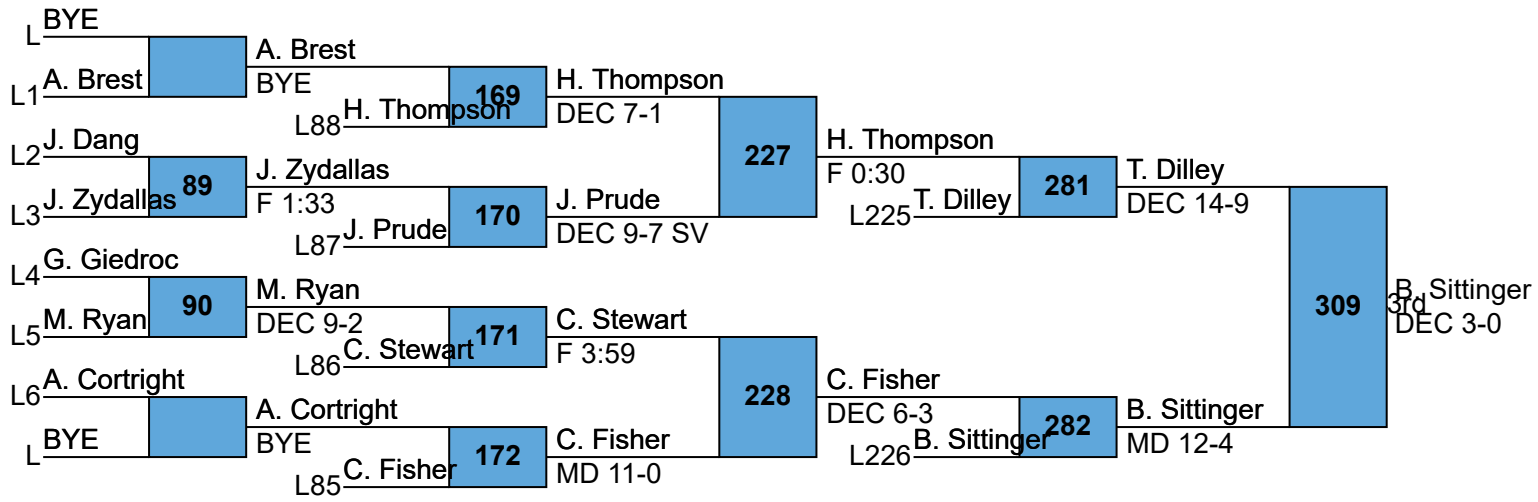 BYE
L
A. Brest
L1
A. Brest
BYE
H. Thompson
L88
169
H. Thompson
DEC 7-1
J. Dang
L2
J. Zydallas
L3
89
J. Zydallas
F 1:33
J. Prude
L87
170
J. Prude
DEC 9-7 SV
227
H. Thompson
F 0:30
T. Dilley
L225
281
T. Dilley
DEC 14-9
G. Giedroc
L4
M. Ryan
L5
90
M. Ryan
DEC 9-2
C. Stewart
L86
171
C. Stewart
F 3:59
A. Cortright
L6
BYE
L
A. Cortright
BYE
C. Fisher
L85
172
C. Fisher
MD 11-0
228
C. Fisher
DEC 6-3
B. Sittinger
L226
282
B. Sittinger
MD 12-4
309
B. Sittinger
3rd
DEC 3-0